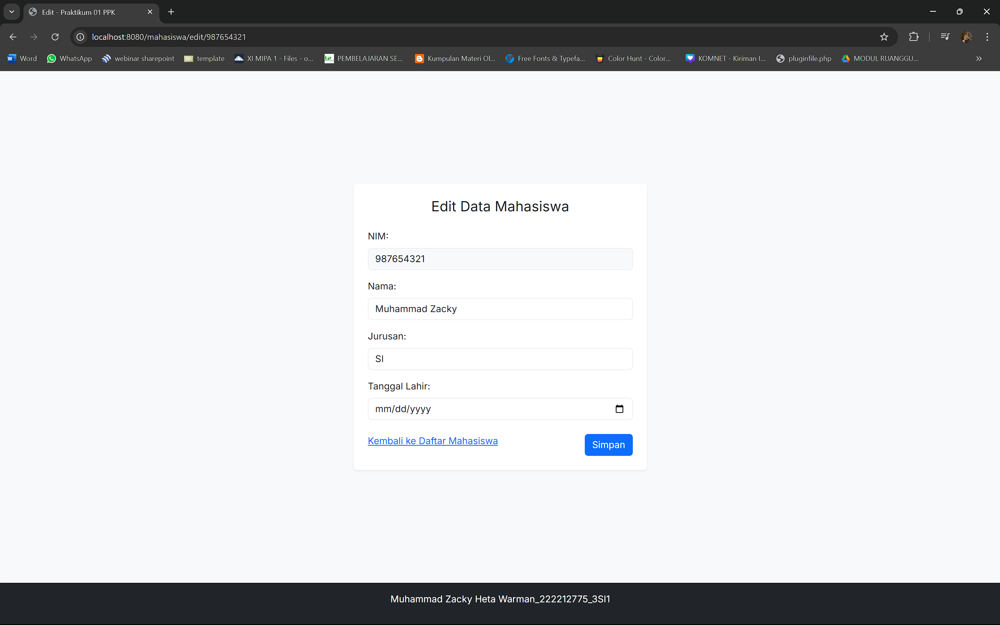 Edit - Praktikum 01 PPK
localhost:8080/mahasiswa/edit/987654321
Word WhatsApp webinar sharepoint template XI MIPA 1 - Files - o... PEMBELAJARAN SE... Kumpulan Materi Ol... Free Fonts & Typefa... Color Hunt - Color... KOMNET - Kiriman I... pluginfile.php MODUL RUANGGU...
Edit Data Mahasiswa
NIM:
987654321
Nama:
Muhammad Zacky
Jurusan:
SI
Tanggal Lahir:
mm/dd/yyyy
Kembali ke Daftar Mahasiswa Simpan
Muhammad Zacky Heta Warman_222212775_3SI1